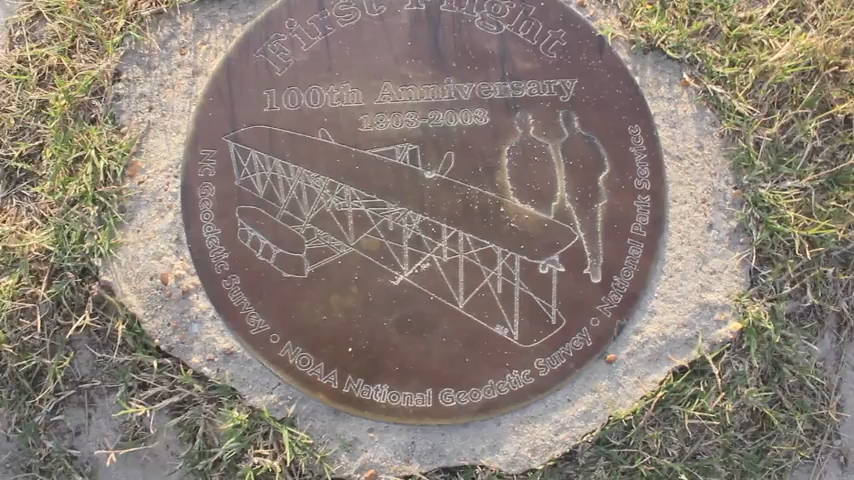 First Flight
100th Anniversary
1903-2003
NC Geodetic Survey • NOAA National Geodetic Survey • National Park Service